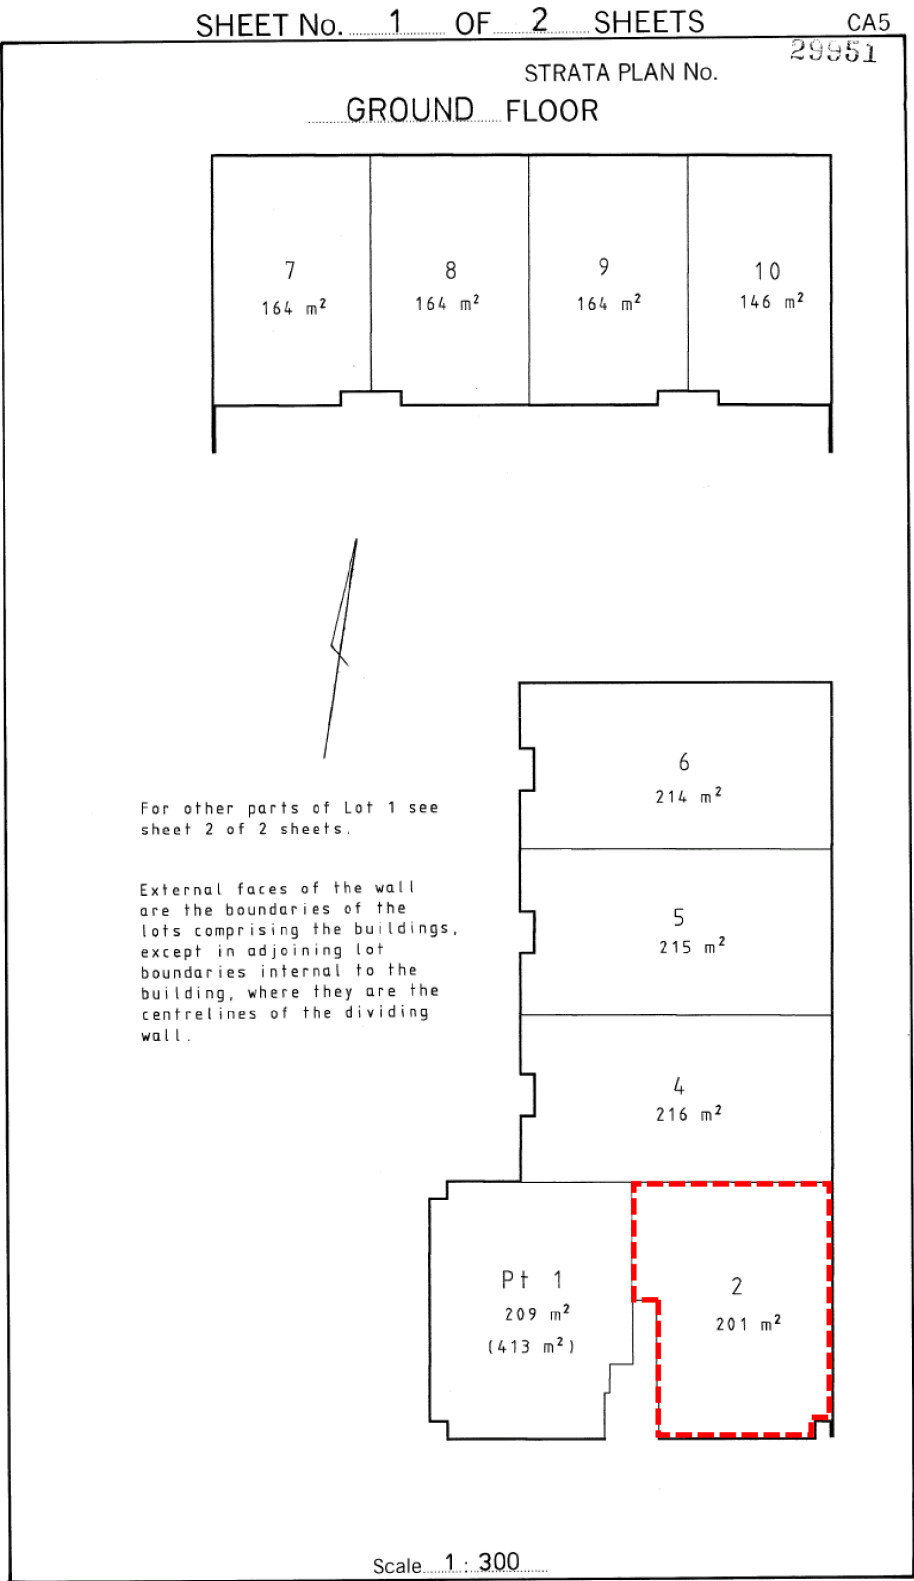 SHEET No. 1 OF 2 SHEETS
CA5
29951
STRATA PLAN No.
GROUND FLOOR
7
164 m²
8
164 m²
9
164 m²
10
146 m²
6
214 m²
For other parts of Lot 1 see
sheet 2 of 2 sheets.
External faces of the wall
are the boundaries of the
lots comprising the buildings,
except in adjoining lot
boundaries internal to the
building, where they are the
centrelines of the dividing
wall.
5
215 m²
4
216 m²
Pt 1
209 m²
(413 m²)
2
201 m²
Scale 1 : 300